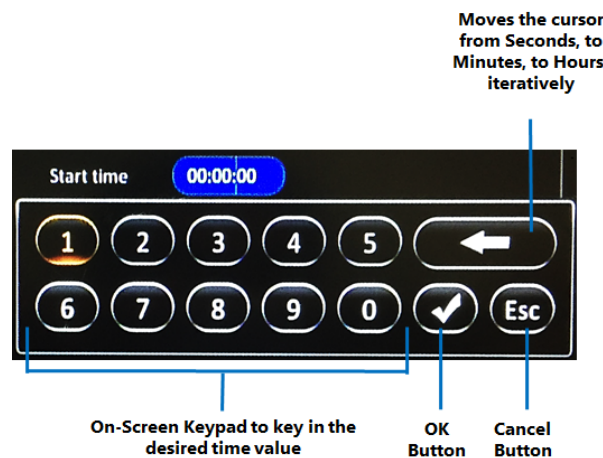 Moves the cursor
from Seconds, to
Minutes, to Hours
iteratively
Start time 00:00:00
1 2 3 4 5
6 7 8 9 0 Esc
On-Screen Keypad to key in the
desired time value
OK
Button
Cancel
Button